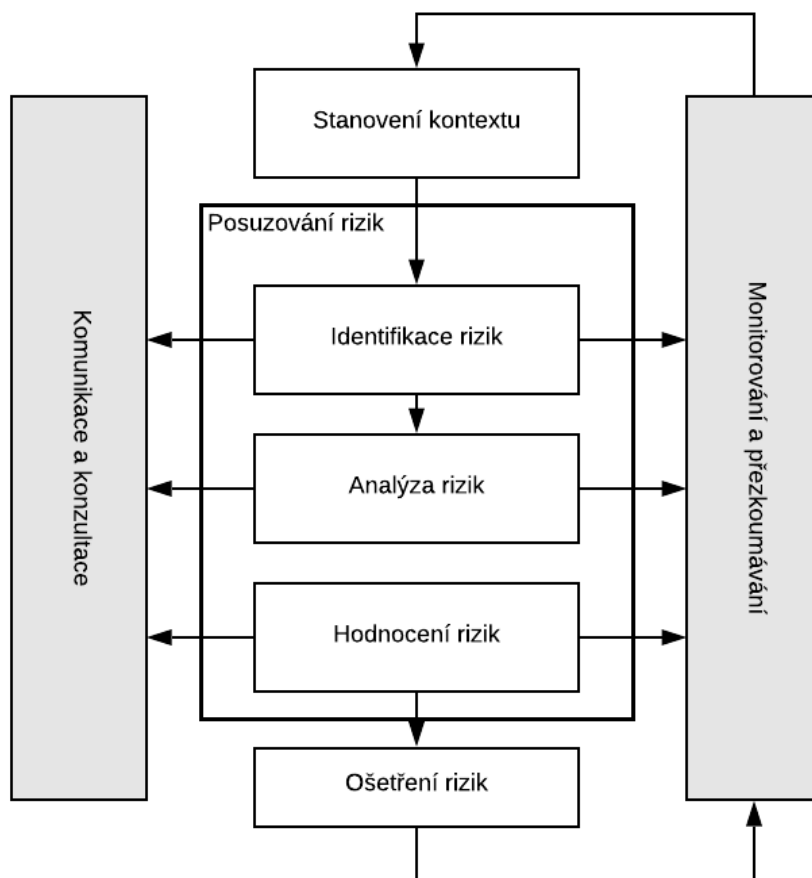 Stanovení kontextu
Posuzování rizik
Identifikace rizik
Analýza rizik
Hodnocení rizik
Ošetření rizik
Komunikace a konzultace
Monitorování a přezkoumávání